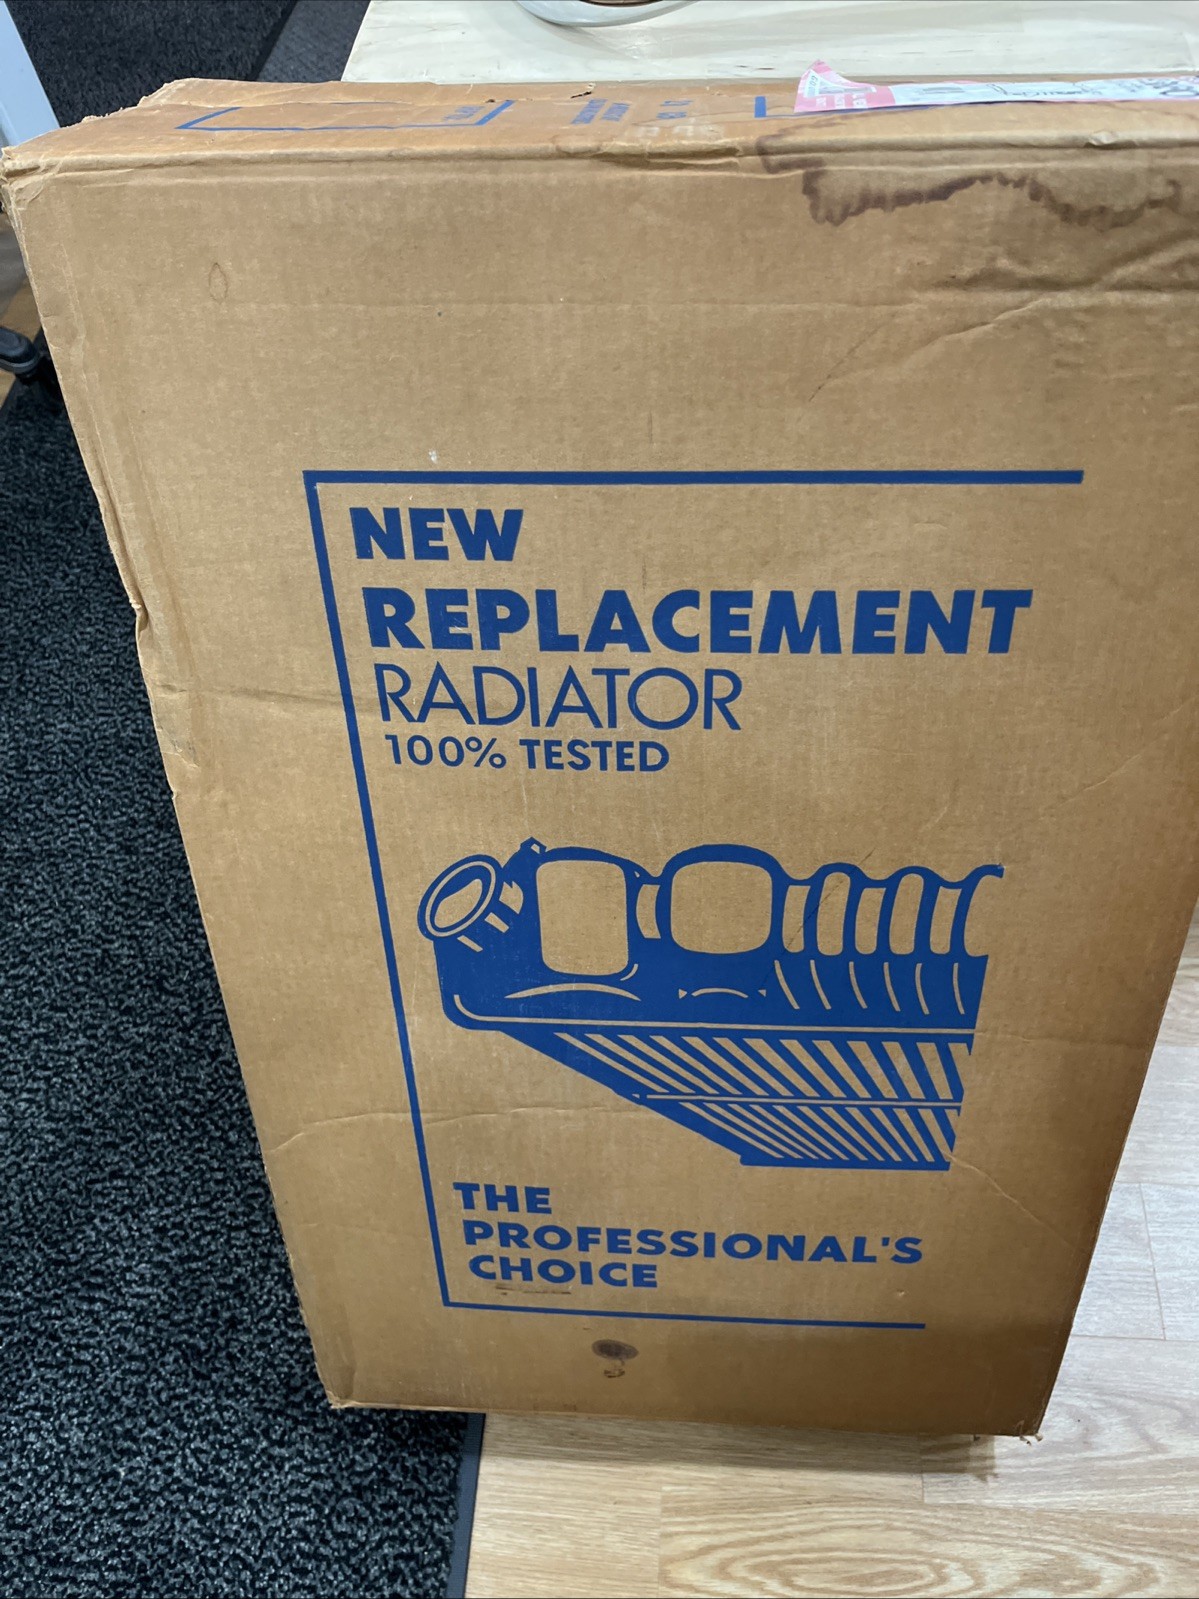 NEW
REPLACEMENT
RADIATOR
100% TESTED
THE
PROFESSIONAL'S
CHOICE